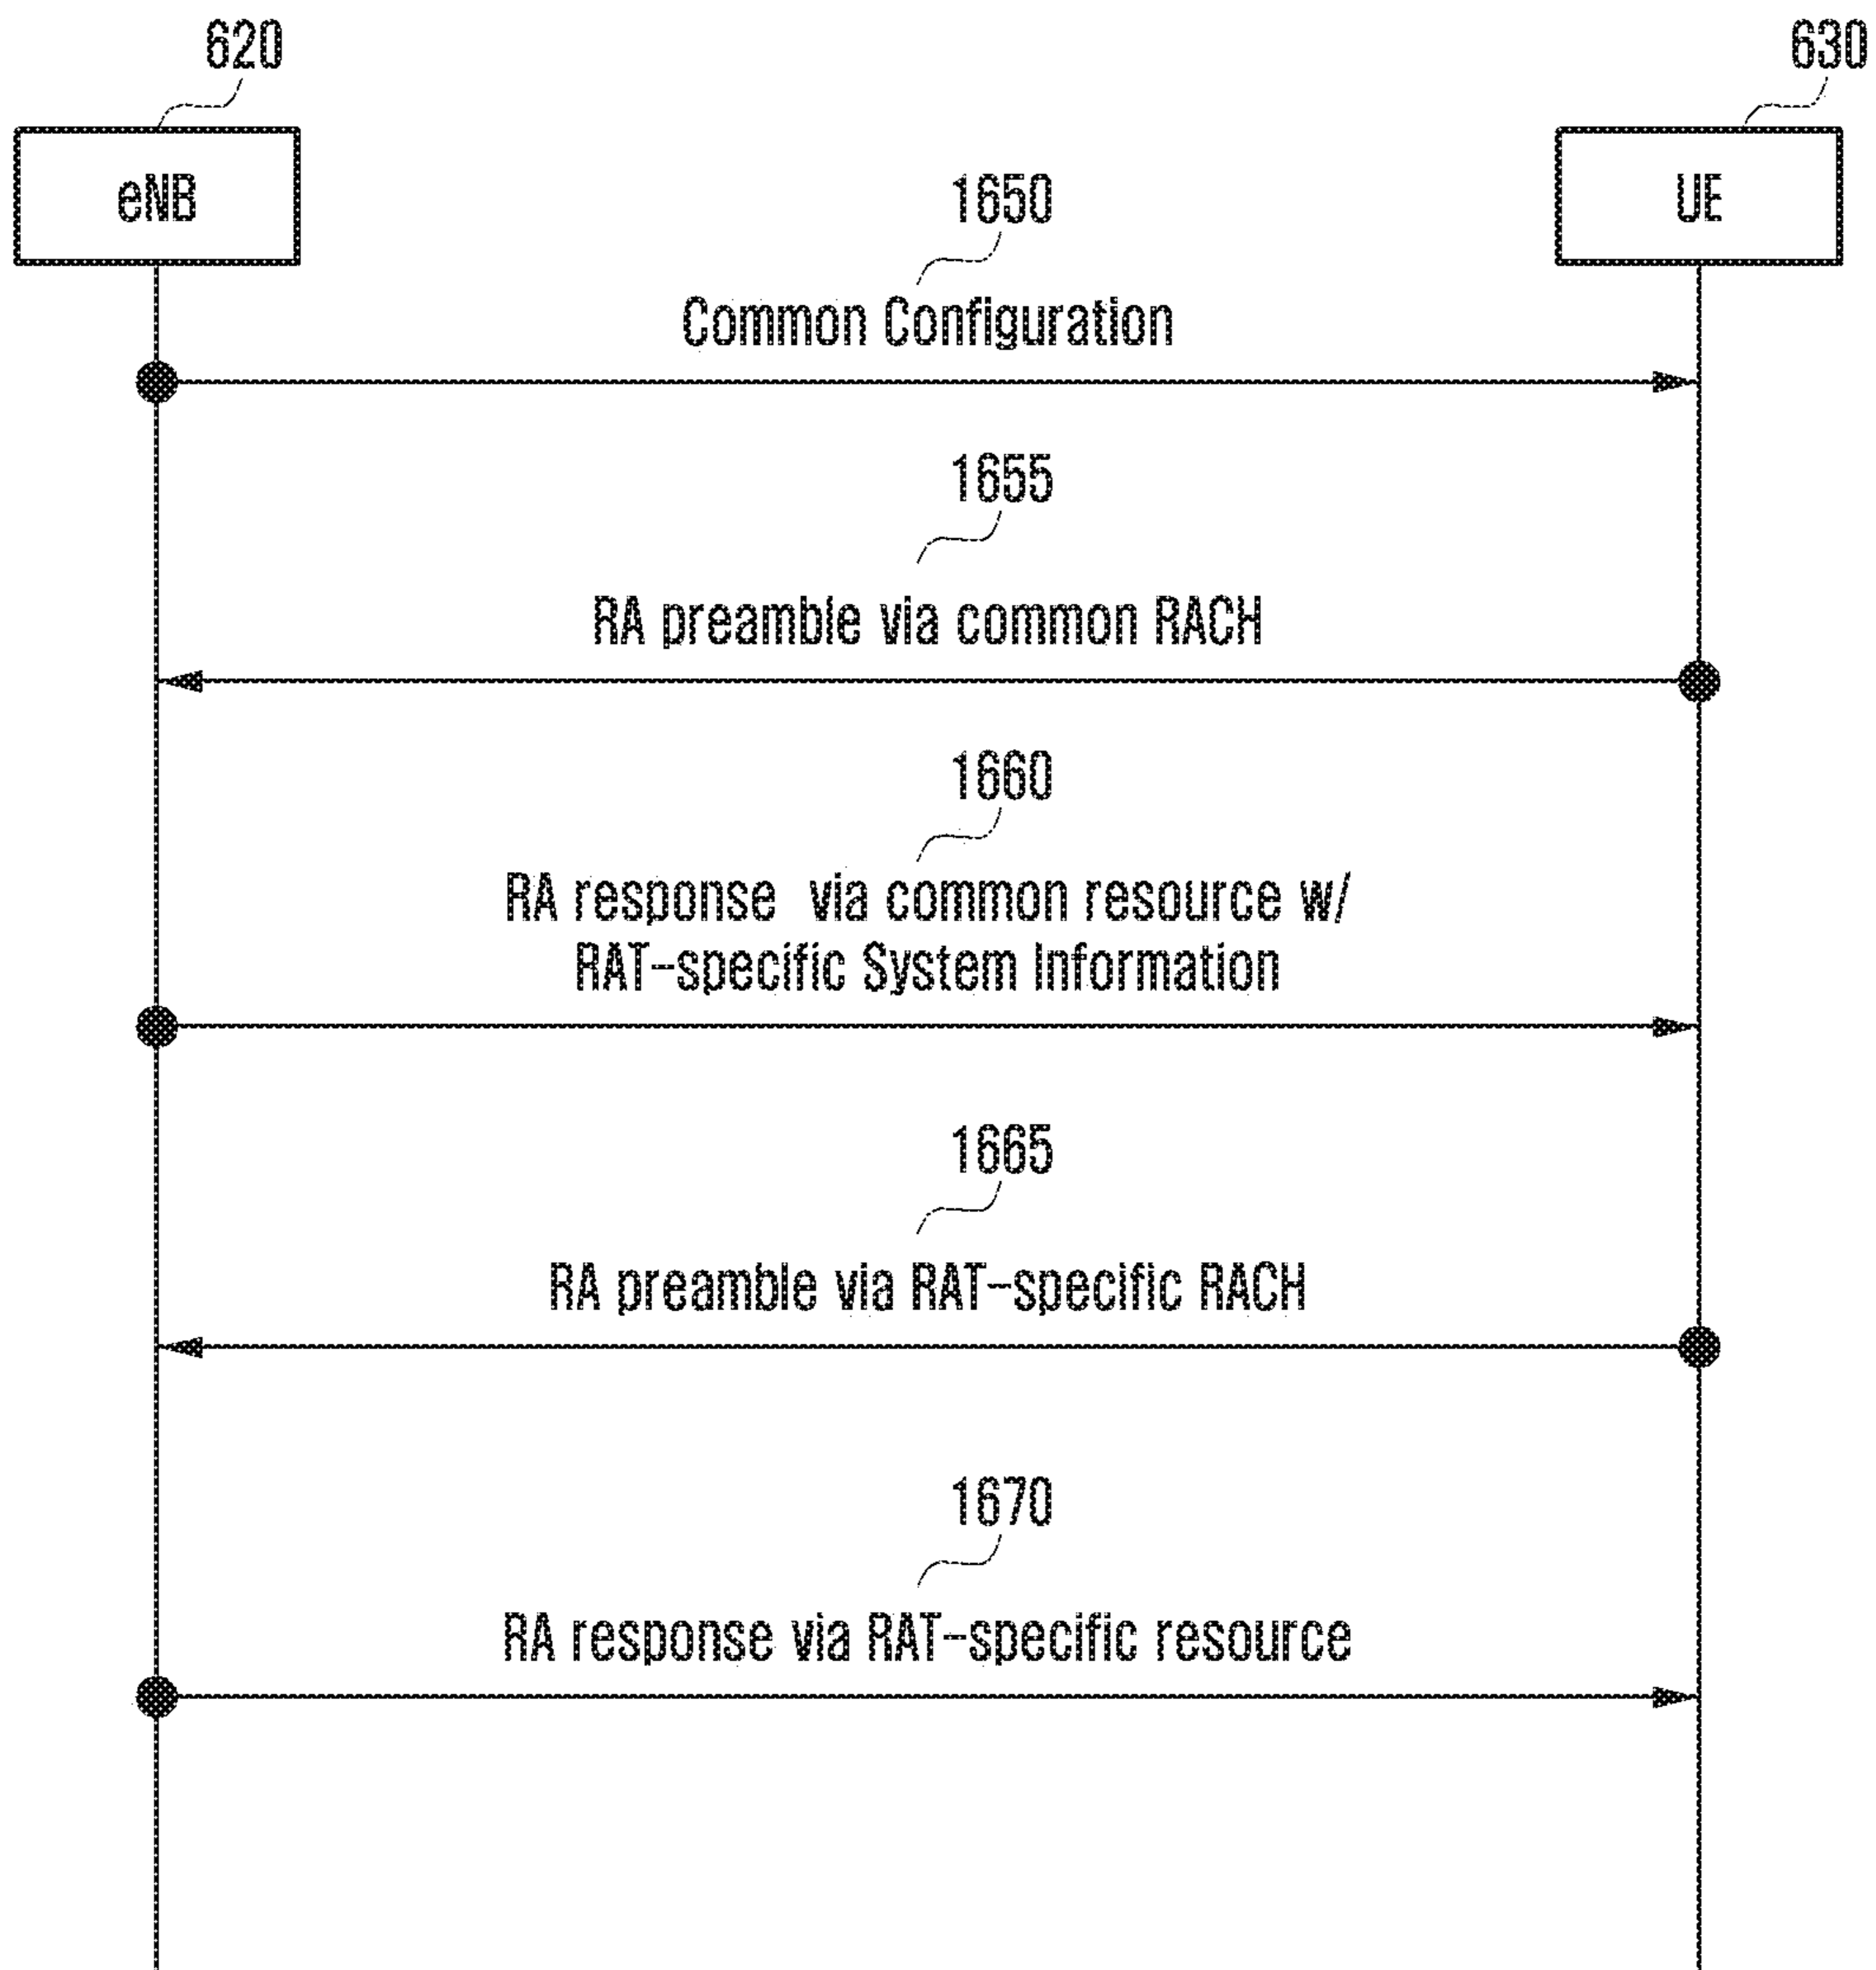 620
630
eNB
UE
1650
Common Configuration
1655
RA preamble via common RACH
1660
RA response via common resource w/
RAT-specific System Information
1665
RA preamble via RAT-specific RACH
1670
RA response via RAT-specific resource